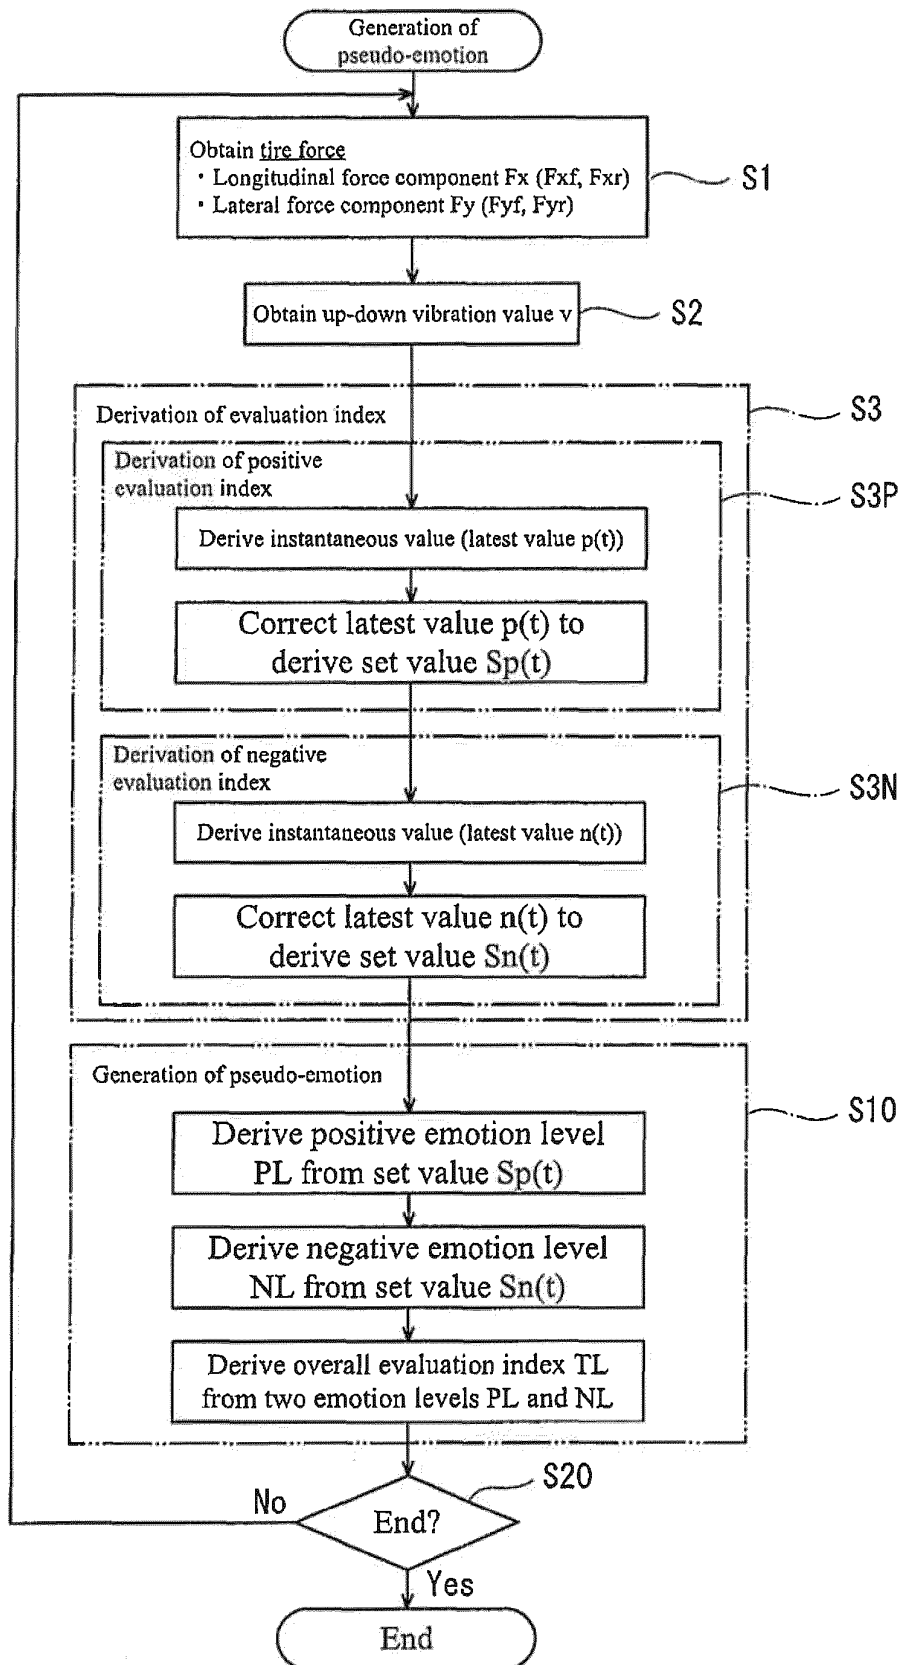 Generation of
pseudo-emotion
Obtain tire force
・Longitudinal force component Fx (Fxf, Fxr)
・Lateral force component Fy (Fyf, Fyr)
S1
Obtain up-down vibration value v
S2
Derivation of evaluation index
S3
Derivation of positive
evaluation index
S3P
Derive instantaneous value (latest value p(t))
Correct latest value p(t) to
derive set value Sp(t)
Derivation of negative
evaluation index
S3N
Derive instantaneous value (latest value n(t))
Correct latest value n(t) to
derive set value Sn(t)
Generation of pseudo-emotion
S10
Derive positive emotion level
PL from set value Sp(t)
Derive negative emotion level
NL from set value Sn(t)
Derive overall evaluation index TL
from two emotion levels PL and NL
S20
No
End?
Yes
End